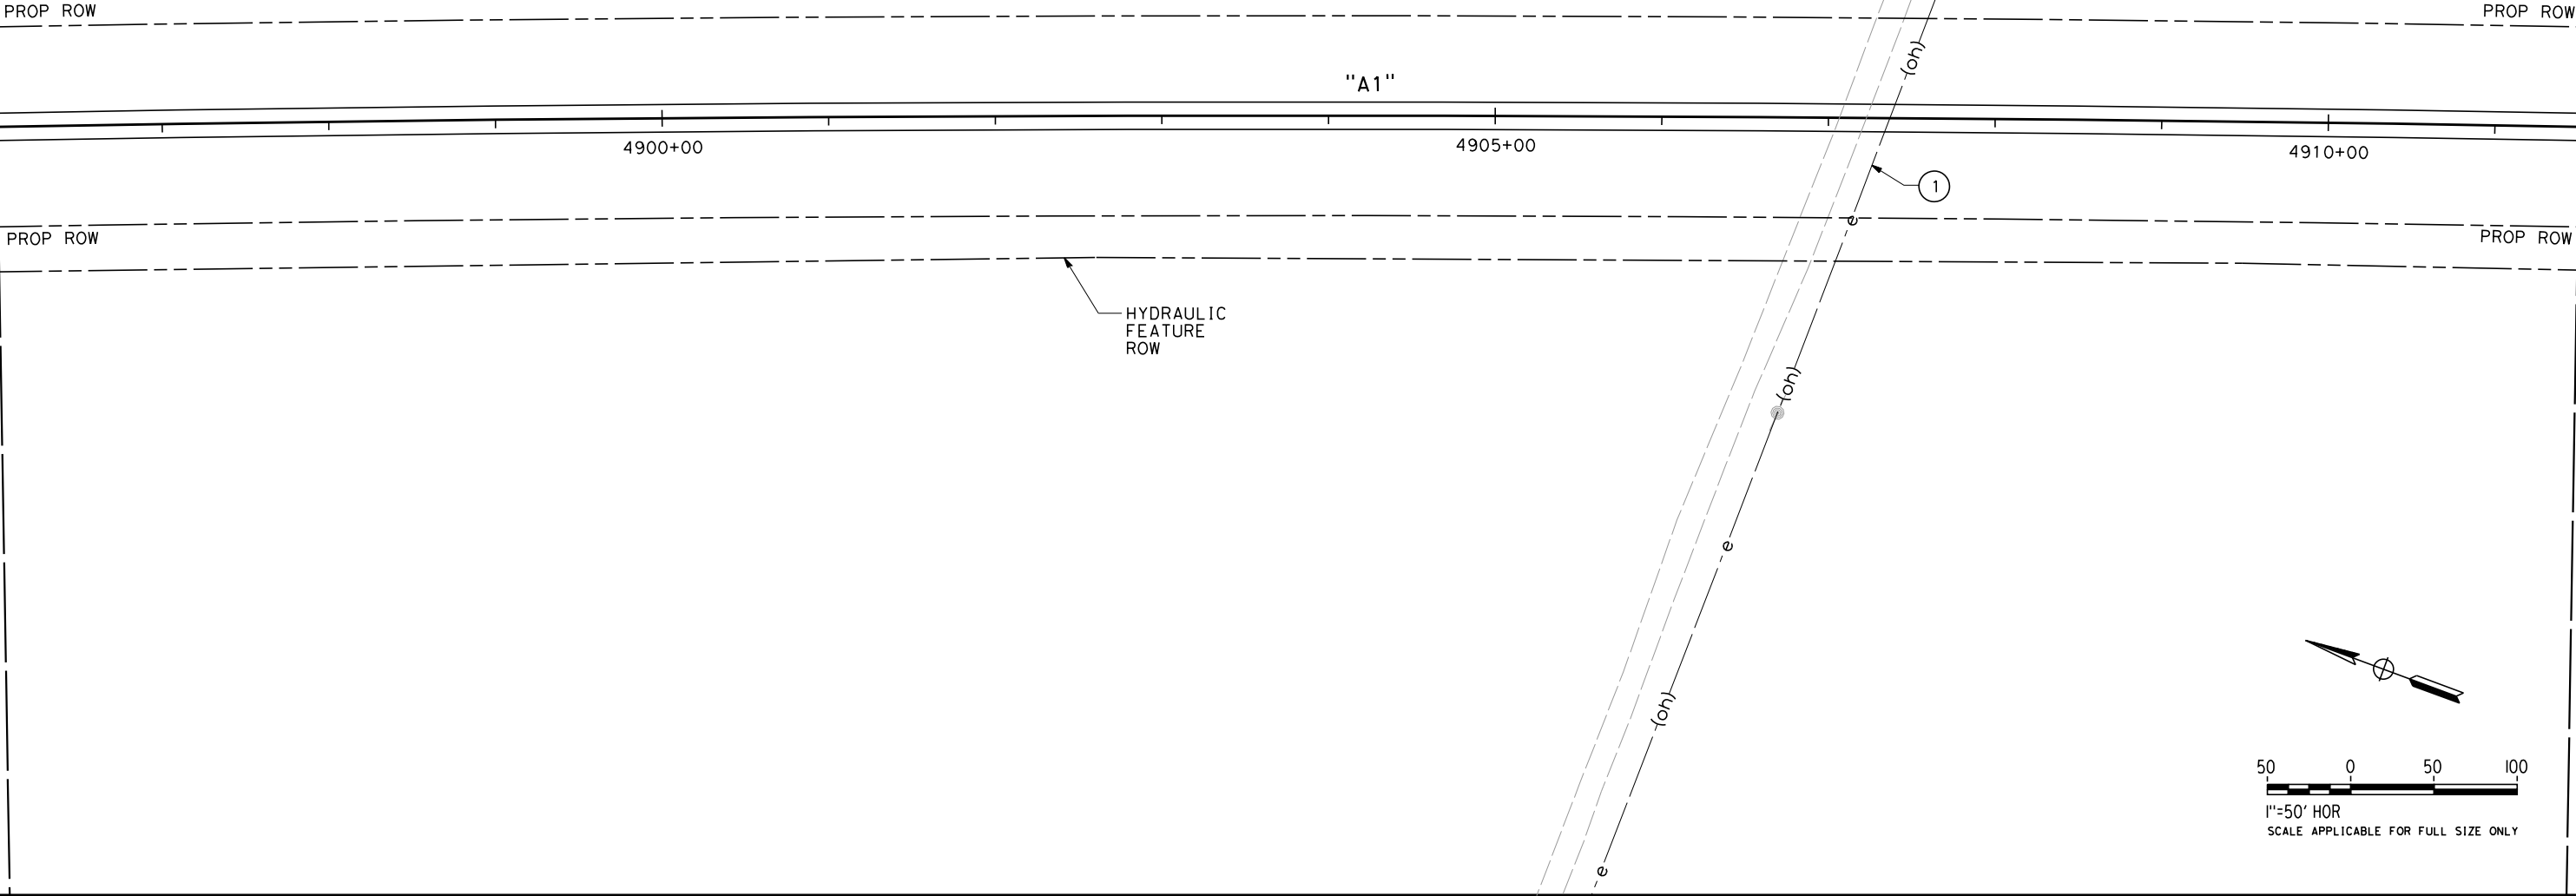 PROP ROW
PROP ROW
(oh)
"A1"
4900+00
4905+00
4910+00
1
e
PROP ROW
PROP ROW
HYDRAULIC
FEATURE
ROW
(oh)
e
(oh)
50 0 50 100
1"=50' HOR
SCALE APPLICABLE FOR FULL SIZE ONLY
e